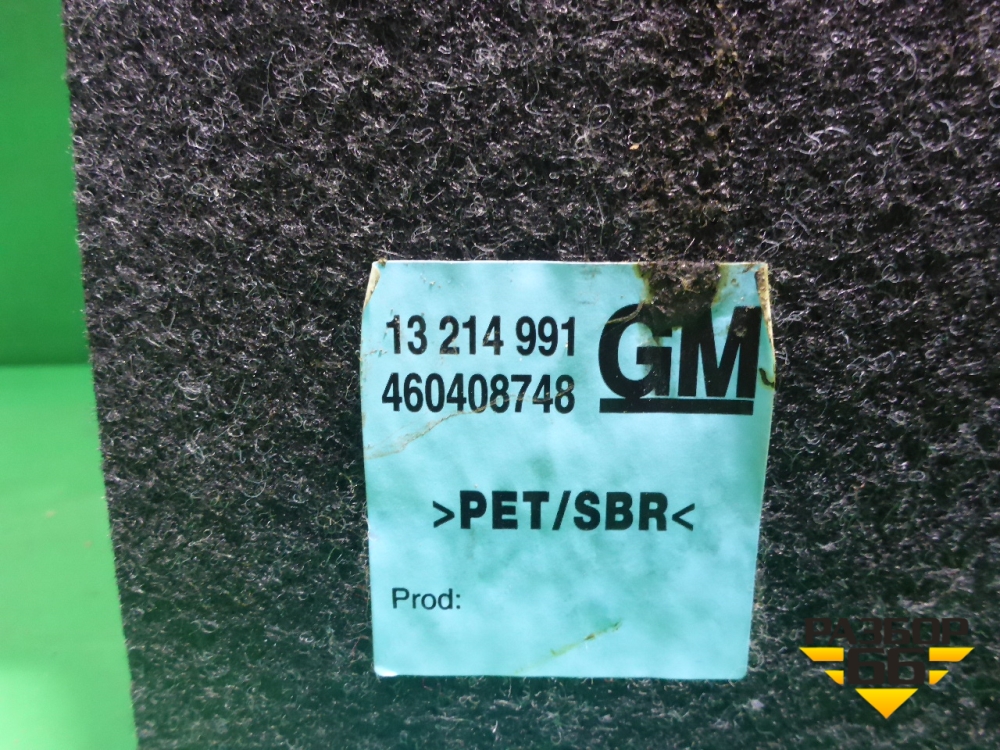 13 214 991
460408748
GM
>PET/SBR<
Prod:
РАЗБОР
66